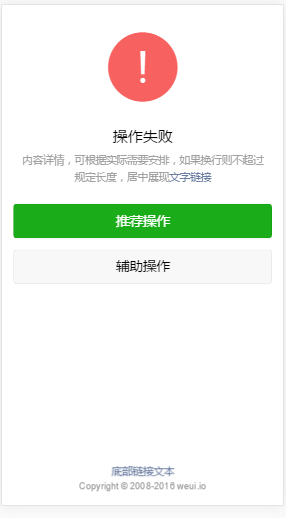 !
操作失败
内容详情，可根据实际需要安排，如果换行则不超过
规定长度，居中展现文字链接
推荐操作
辅助操作
底部链接文本
Copyright © 2008-2016 weui.io